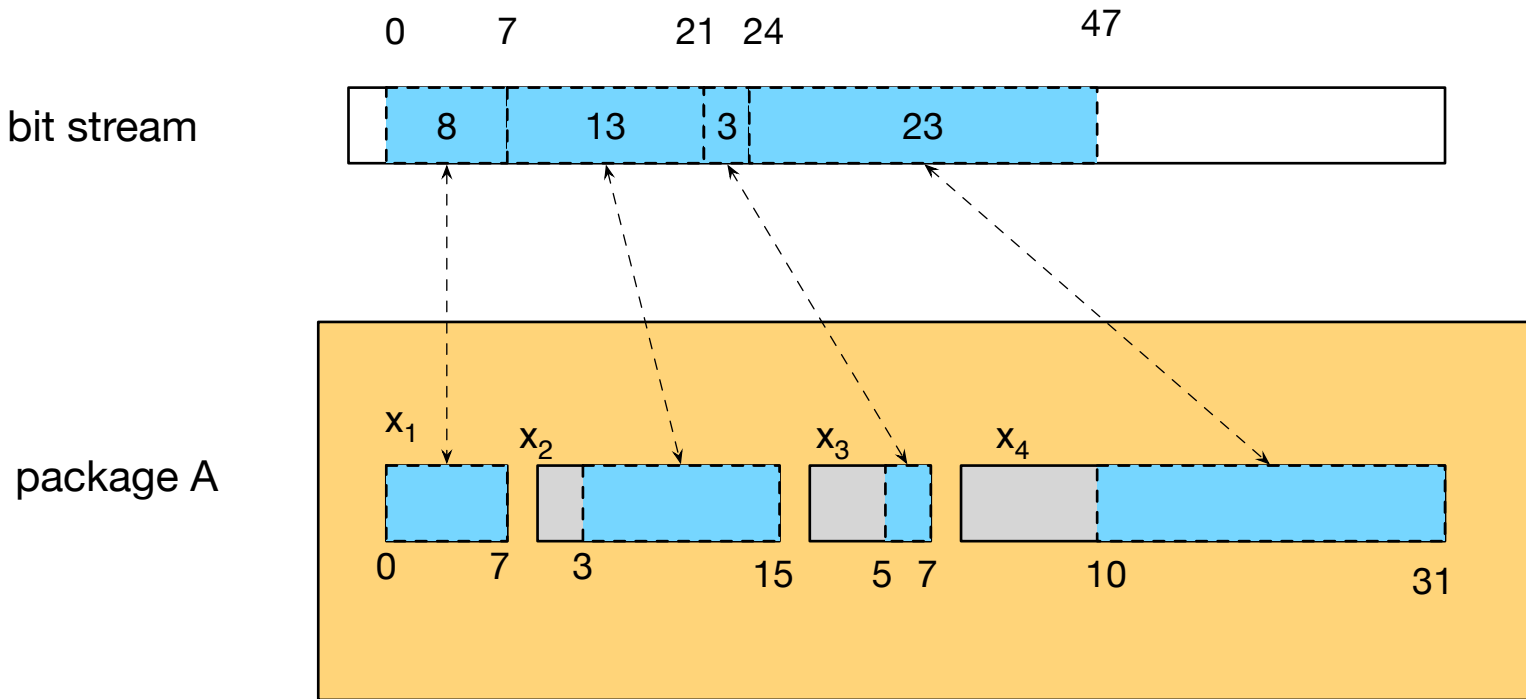 0 7 21 24 47
bit stream 8 13 3 23
x₁ x₂ x₃ x₄
package A
0 7 3 15 5 7 10 31